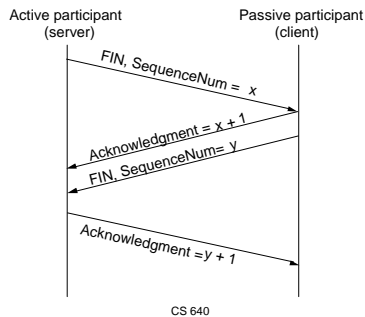 Active participant
(server)
Passive participant
(client)
FIN, SequenceNum = x
Acknowledgment = x + 1
FIN, SequenceNum= y
Acknowledgment =y + 1
CS 640